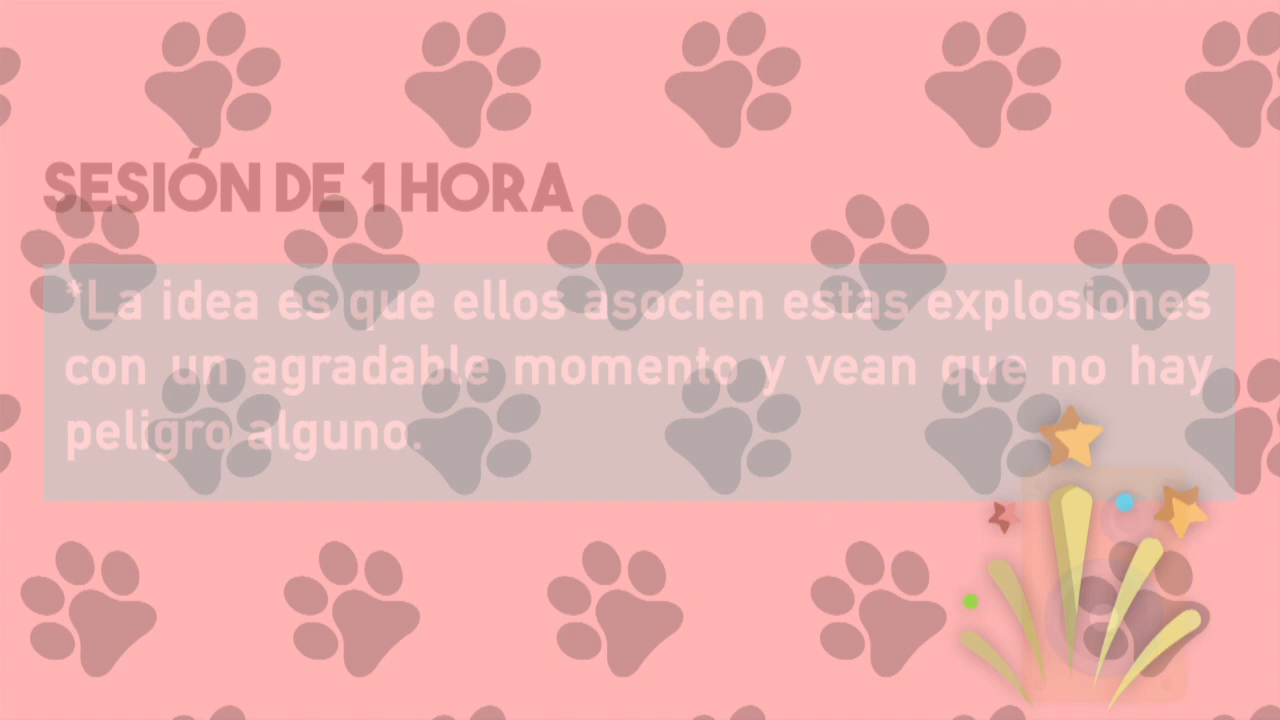 SESIÓN DE 1 HORA
*La idea es que ellos asocien estas explosiones
con un agradable momento y vean que no hay
peligro alguno.